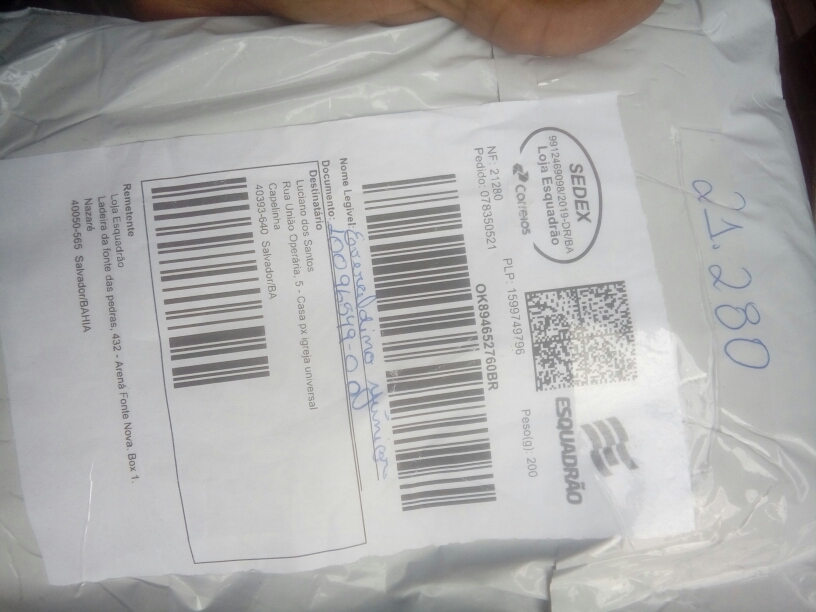 21.280
SEDEX
9912469098/2019-DR/BA
Loja Esquadrão
Correios
ESQUADRÃO
NF: 21280
Pedido: 078350521
PLP: 1599749796
Peso(g): 200
OK894652760BR
Nome Legível:
Documento:
Destinatário
Luciano dos Santos
Rua União Operária, 5 - Casa px igreja universal
Capelinha
40393-640 Salvador/BA
Remetente
Loja Esquadrão
Ladeira da fonte das pedras, 432 - Arena Fonte Nova. Box 1.
Nazaré
40050-565 Salvador/BAHIA